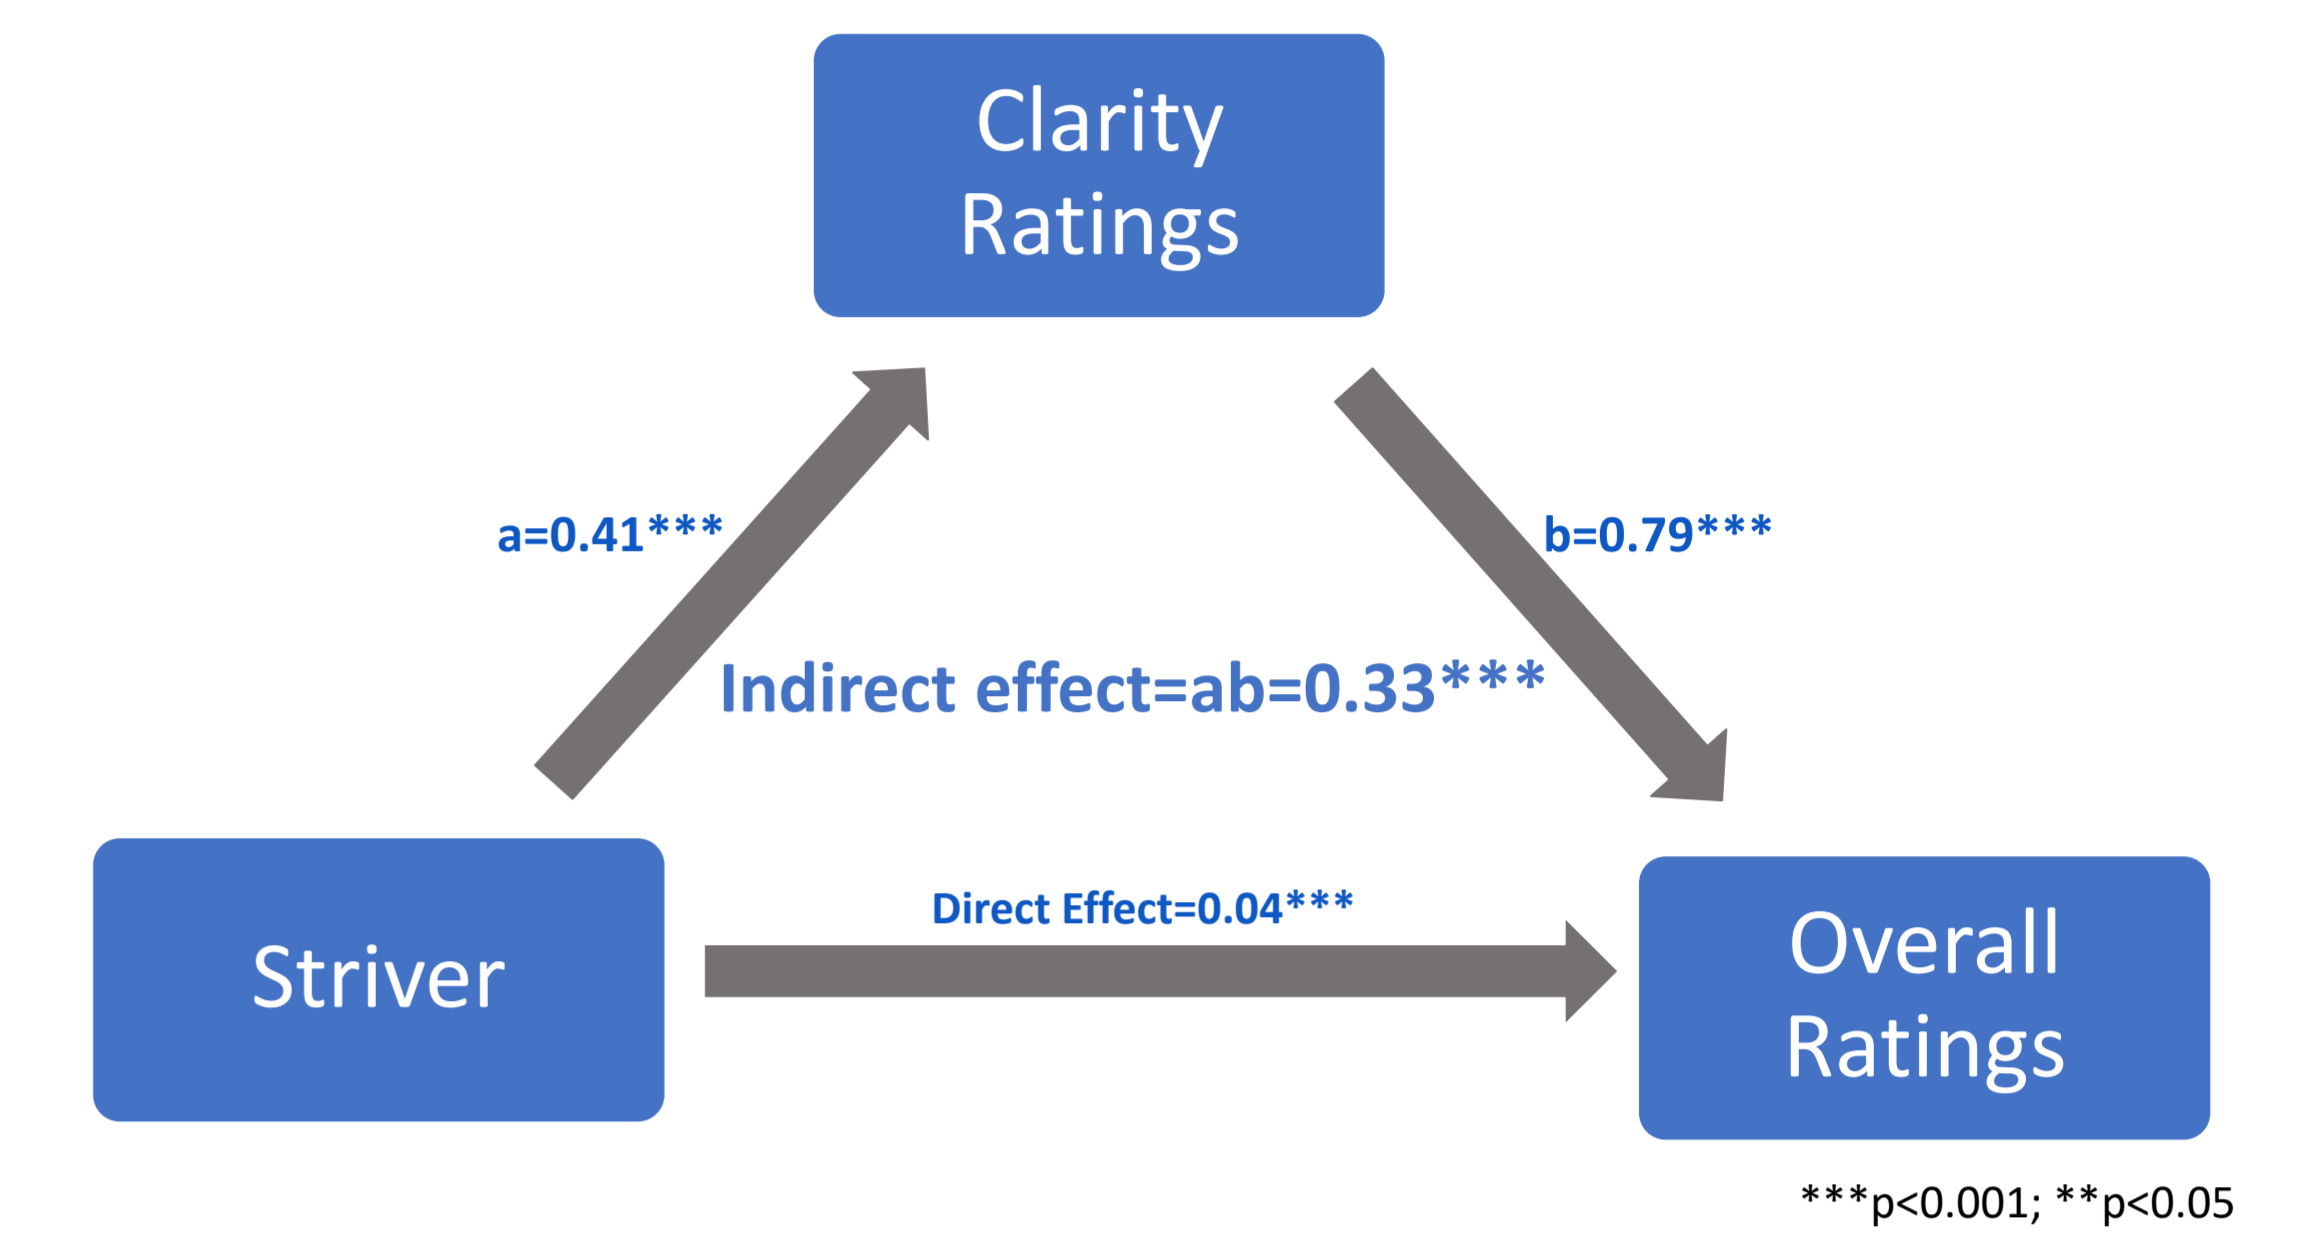 Clarity
Ratings
a=0.41***
b=0.79***
Indirect effect=ab=0.33***
Direct Effect=0.04***
Striver
Overall
Ratings
***p<0.001; **p<0.05